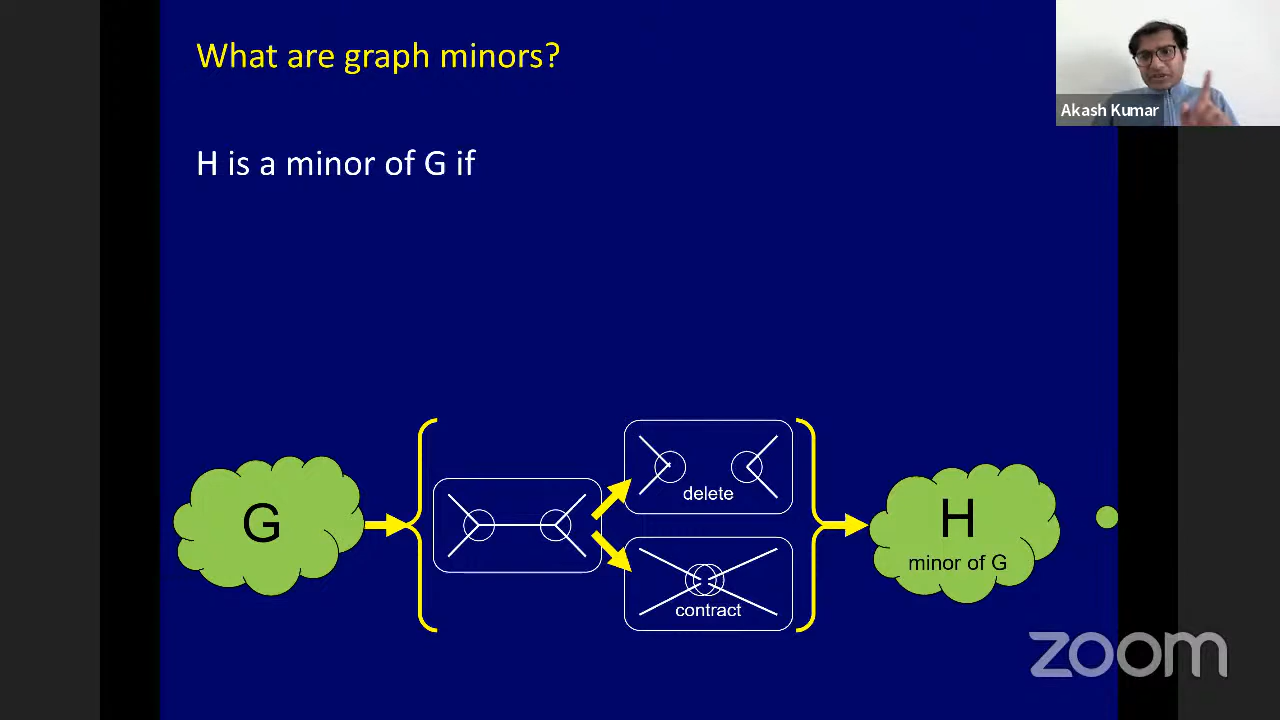 What are graph minors?
Akash Kumar
H is a minor of G if
delete
G
H
minor of G
contract
zoom